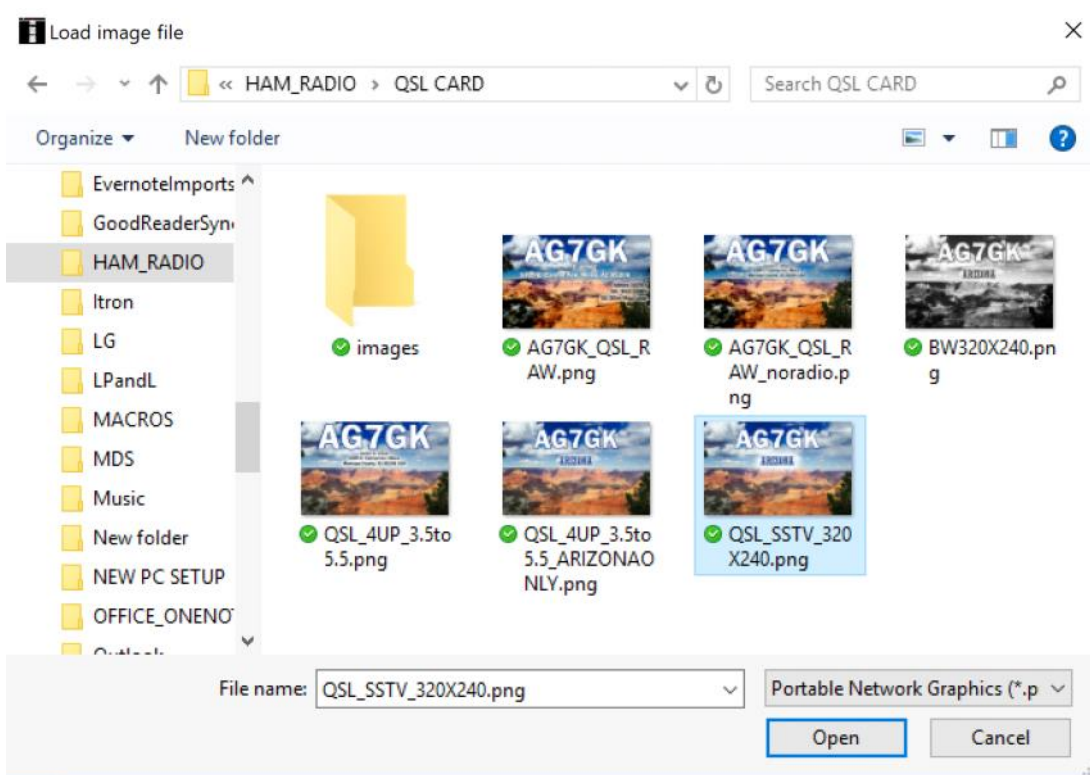 Load image file
« HAM_RADIO > QSL CARD
Search QSL CARD
Organize
New folder
EvernoteImports
GoodReaderSyn
HAM_RADIO
Itron
LG
LPandL
MACROS
MDS
Music
New folder
NEW PC SETUP
OFFICE_ONENO
Outlook
images
AG7GK
AG7GK_QSL_R
AW.png
AG7GK
AG7GK_QSL_R
AW_noradio.p
ng
AG7GK
ARIZONA
BW320X240.pn
g
AG7GK
QSL_4UP_3.5to
5.5.png
AG7GK
ARIZONA
QSL_4UP_3.5to
5.5_ARIZONAO
NLY.png
AG7GK
ARIZONA
QSL_SSTV_320
X240.png
File name:
QSL_SSTV_320X240.png
Portable Network Graphics (*.p
Open
Cancel